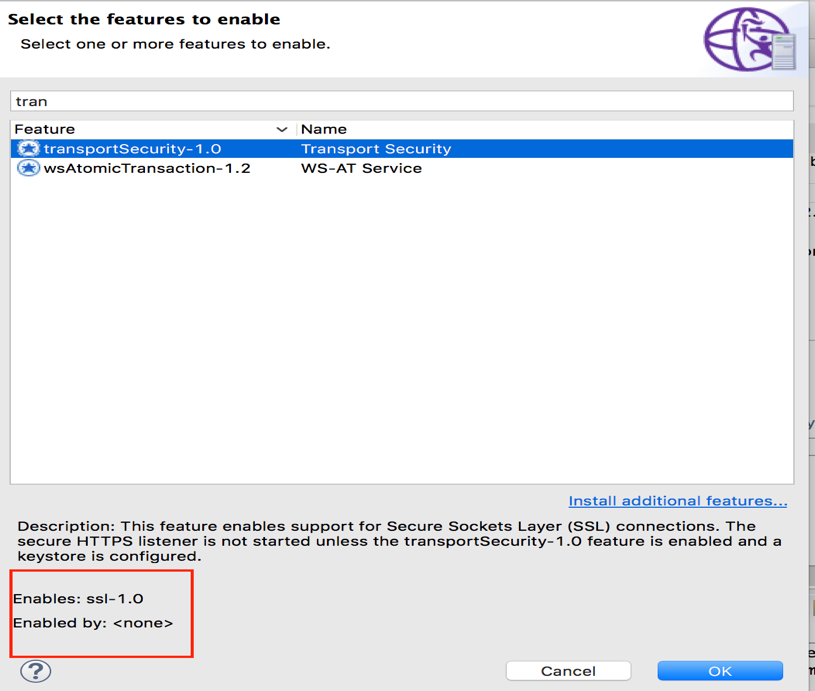 Select the features to enable
Select one or more features to enable.
tran
Feature Name
transportSecurity-1.0 Transport Security
wsAtomicTransaction-1.2 WS-AT Service
Install additional features...
Description: This feature enables support for Secure Sockets Layer (SSL) connections. The
secure HTTPS listener is not started unless the transportSecurity-1.0 feature is enabled and a
keystore is configured.
Enables: ssl-1.0
Enabled by: <none>
? Cancel OK